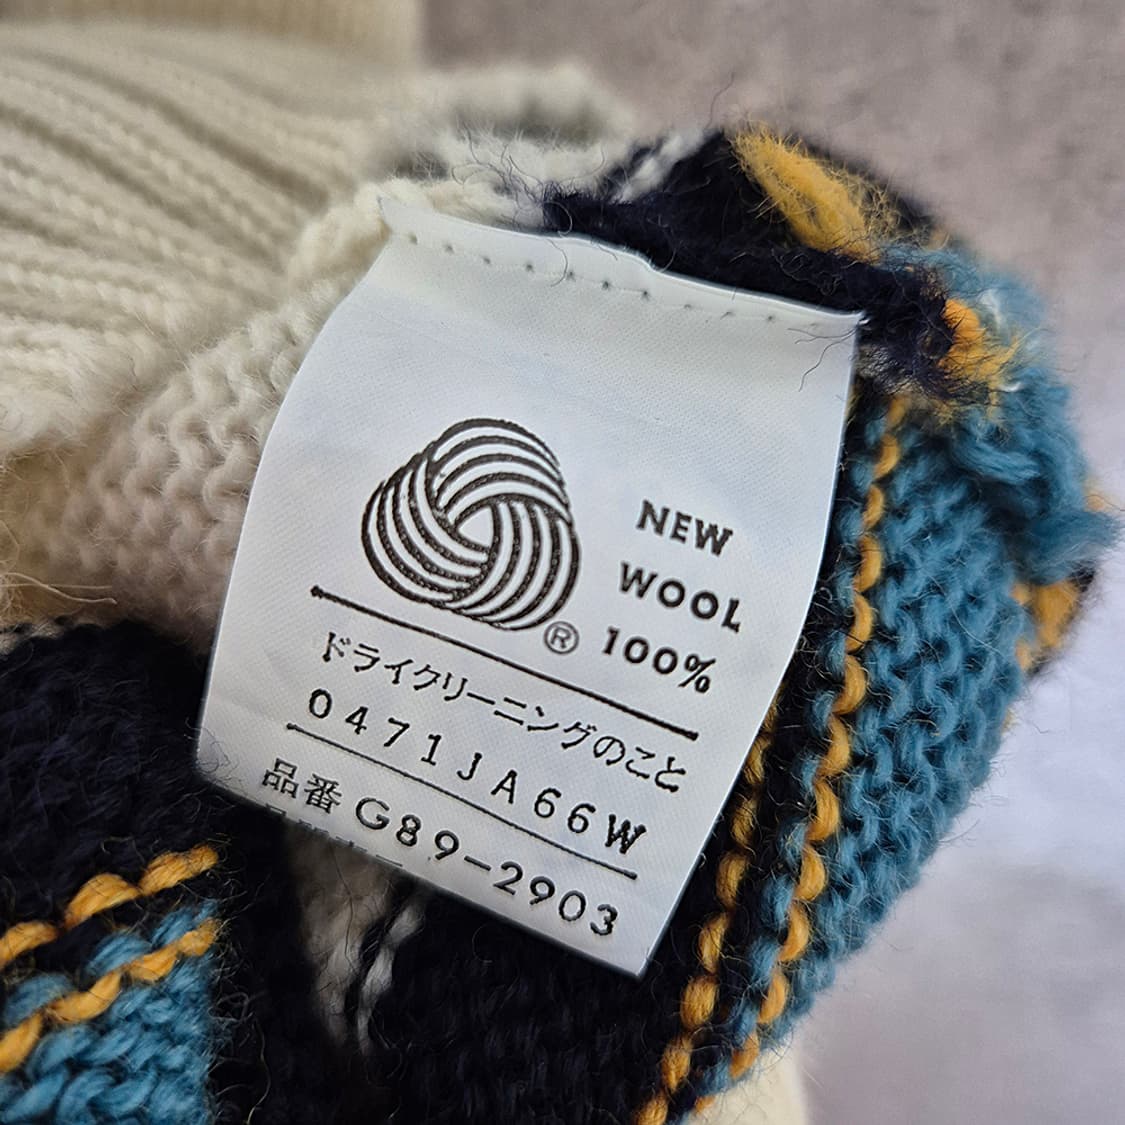 NEW
WOOL
100%
®
ドライクリーニングのこと
0471JA66W
品番 G89-2903